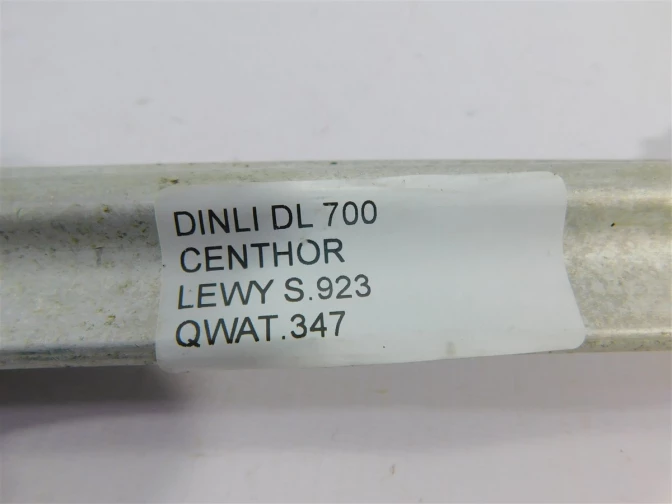 DINLI DL 700
CENTHOR
LEWY S.923
QWAT.347